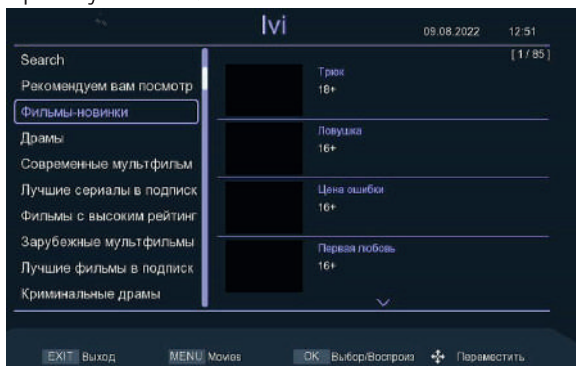 Ivi
09.08.2022 12:51
[1/85]
Search
Рекомендуем вам посмотр
Фильмы-новинки
Драмы
Современные мультфильм
Лучшие сериалы в подписк
Фильмы с высоким рейтинг
Зарубежные мультфильмы
Лучшие фильмы в подписк
Криминальные драмы
Трюк
18+
Ловушка
16+
Цена ошибки
16+
Первая любовь
16+
EXIT Выход MENU Movies OK Выбор/Воспроиз Переместить